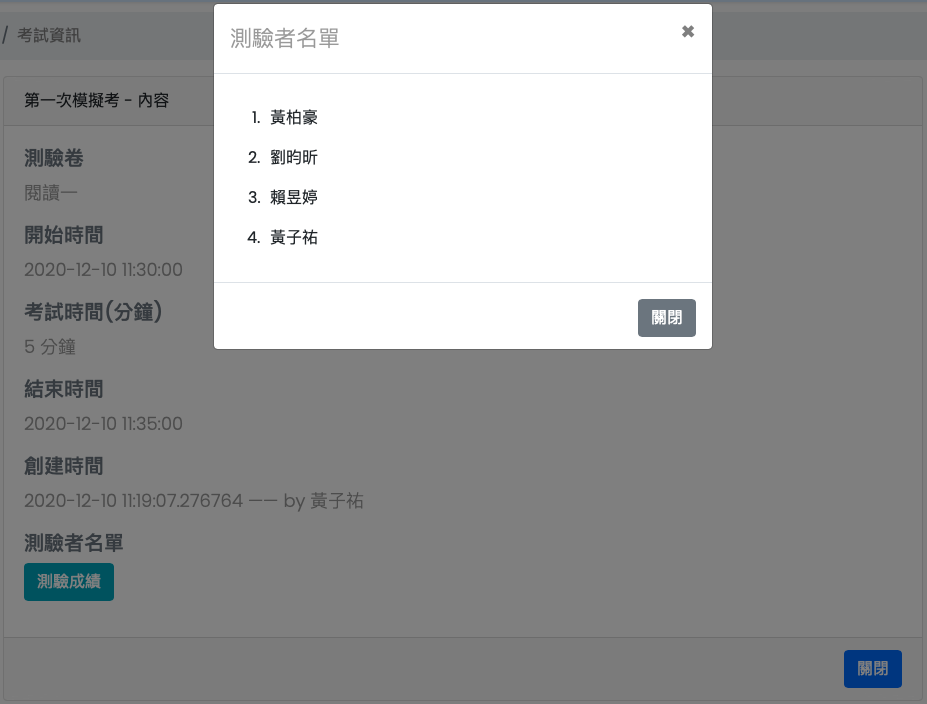 / 考試資訊
測驗者名單
✖
1. 黃柏豪
2. 劉昀昕
3. 賴昱婷
4. 黃子祐
關閉
第一次模擬考 - 內容
測驗卷
閱讀一
開始時間
2020-12-10 11:30:00
考試時間(分鐘)
5 分鐘
結束時間
2020-12-10 11:35:00
創建時間
2020-12-10 11:19:07.276764 —— by 黃子祐
測驗者名單
測驗成績
關閉